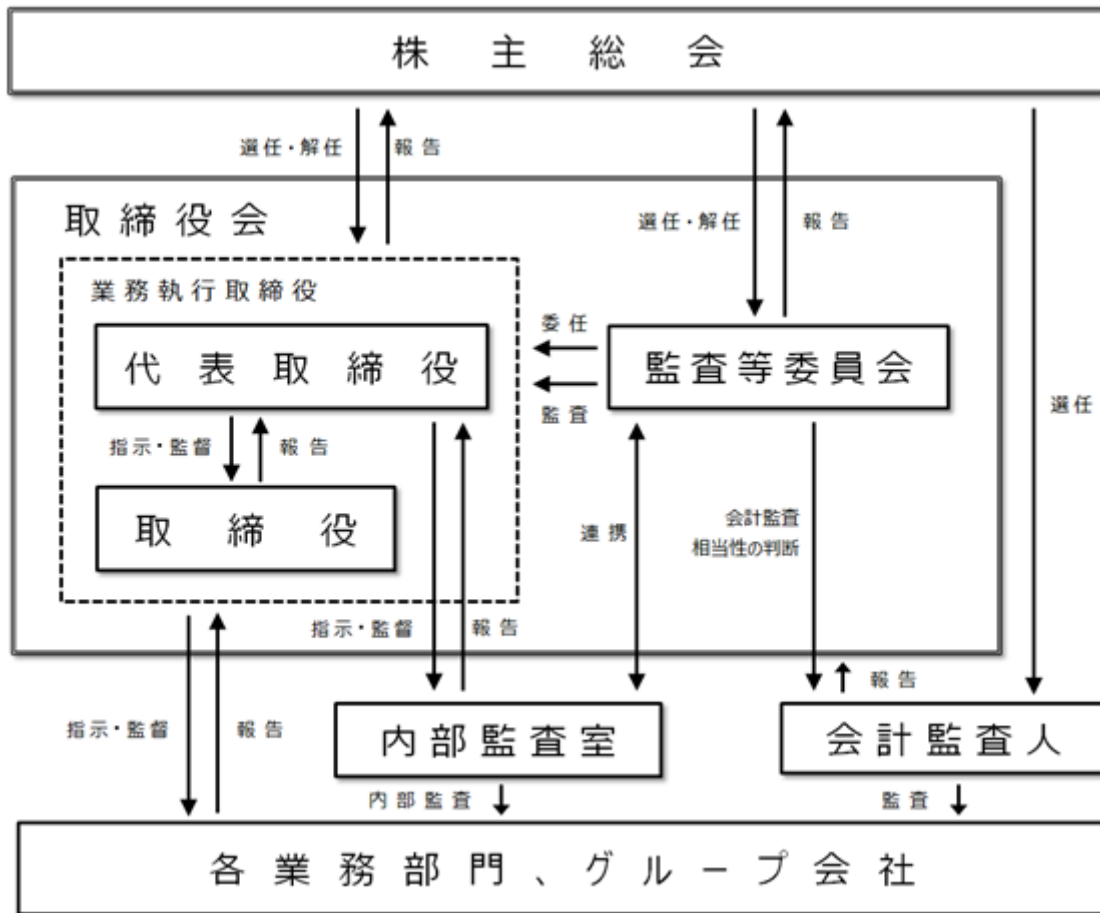 株主総会
選任・解任
報告
選任・解任
報告
選任
取締役会
業務執行取締役
代表取締役
委任
監査
監査等委員会
指示・監督
報告
取締役
連携
会計監査
相当性の判断
指示・監督
報告
報告
指示・監督
報告
内部監査室
会計監査人
内部監査
監査
各業務部門、グループ会社